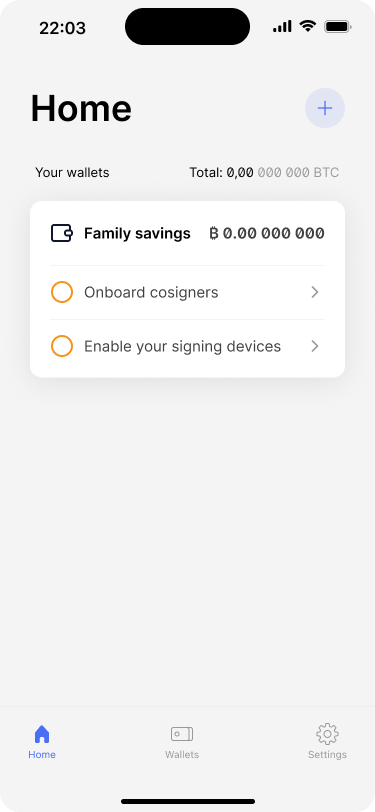 22:03
Home
Your wallets Total: 0,00 000 000 BTC
Family savings ₿ 0.00 000 000
Onboard cosigners
Enable your signing devices
Home Wallets Settings